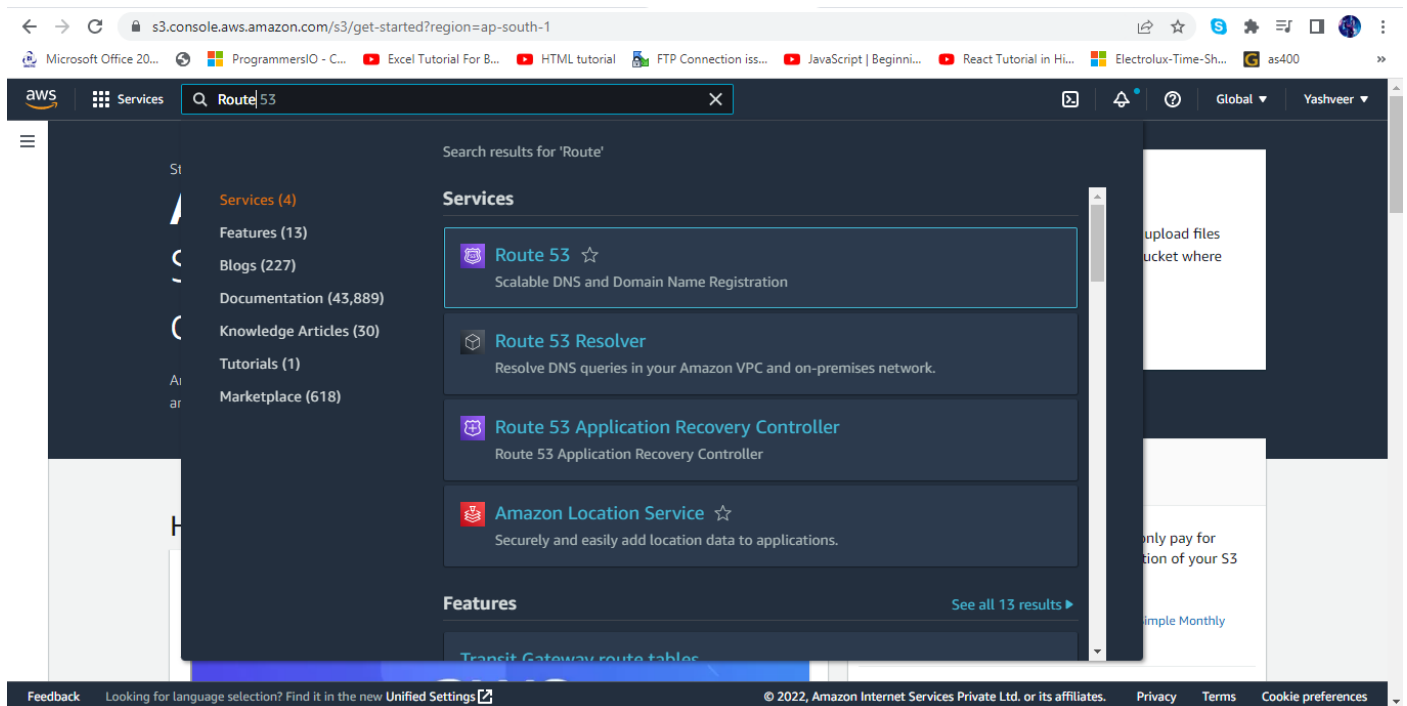 s3.console.aws.amazon.com/s3/get-started?region=ap-south-1
Microsoft Office 20... ProgrammersIO - C... Excel Tutorial For B... HTML tutorial FTP Connection iss... JavaScript | Beginni... React Tutorial in Hi... Electrolux-Time-Sh... as400 »
aws Services Route 53 Global Yashveer
Search results for 'Route'
Services (4)
Features (13)
Blogs (227)
Documentation (43,889)
Knowledge Articles (30)
Tutorials (1)
Marketplace (618)
Services
Route 53
Scalable DNS and Domain Name Registration
Route 53 Resolver
Resolve DNS queries in your Amazon VPC and on-premises network.
Route 53 Application Recovery Controller
Route 53 Application Recovery Controller
Amazon Location Service
Securely and easily add location data to applications.
Features See all 13 results
Transit Gateway route tables
upload files
ucket where
only pay for
tion of your S3
imple Monthly
Feedback Looking for language selection? Find it in the new Unified Settings © 2022, Amazon Internet Services Private Ltd. or its affiliates. Privacy Terms Cookie preferences